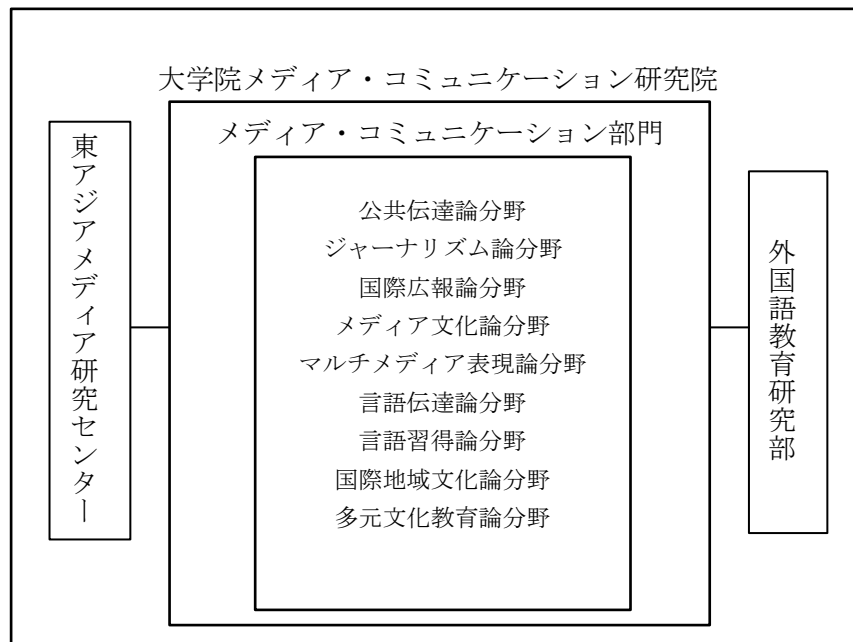 大学院メディア・コミュニケーション研究院
メディア・コミュニケーション部門
東アジアメディア研究センター
公共伝達論分野
ジャーナリズム論分野
国際広報論分野
メディア文化論分野
マルチメディア表現論分野
言語伝達論分野
言語習得論分野
国際地域文化論分野
多元文化教育論分野
外国語教育研究部